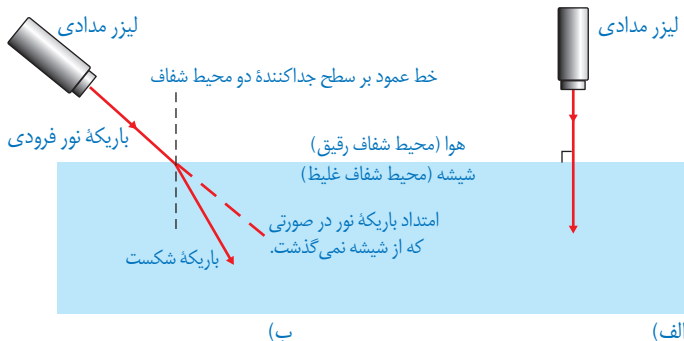 لیزر مدادی
لیزر مدادی
خط عمود بر سطح جداکنندهٔ دو محیط شفاف
باریکهٔ نور فرودی
هوا (محیط شفاف رقیق)
شیشه (محیط شفاف غلیظ)
امتداد باریکهٔ نور در صورتی
که از شیشه نمی‌گذشت.
باریکهٔ شکست
الف)
ب)